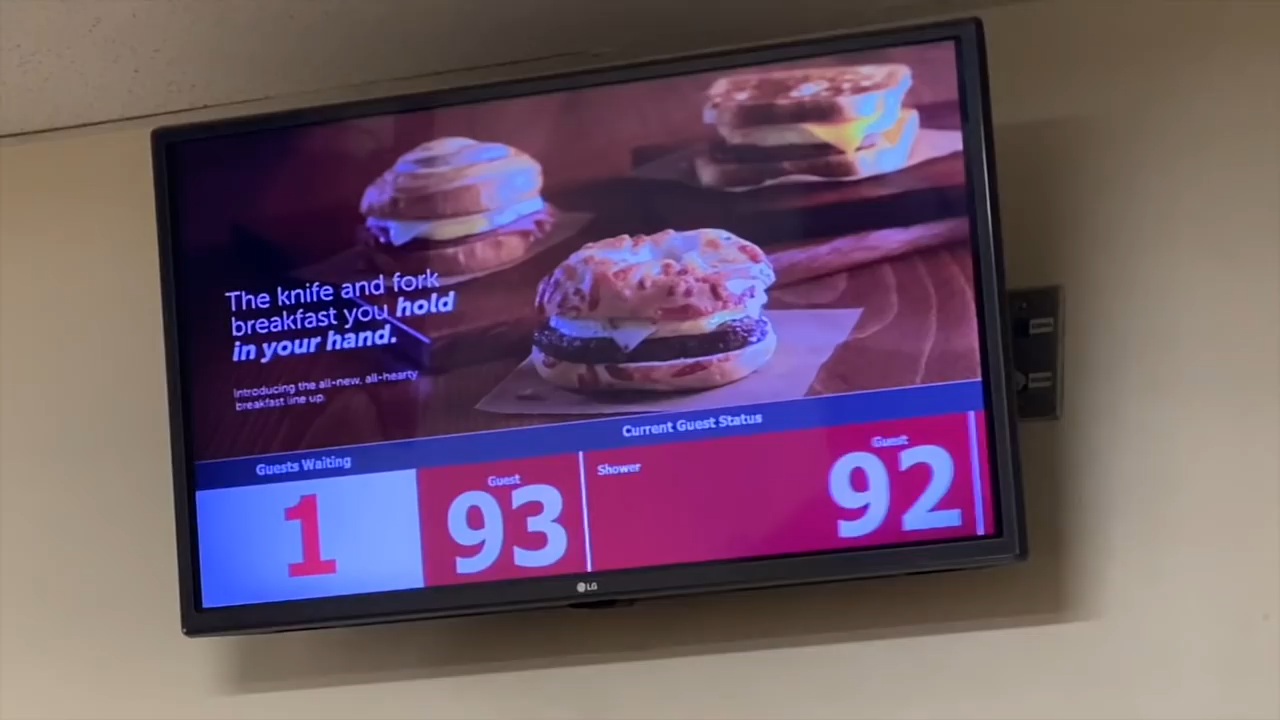 The knife and fork
breakfast you hold
in your hand.
Introducing the all-new, all-hearty
breakfast line up.
Current Guest Status
Guests Waiting
1
Guest
93
Shower
Guest
92
LG